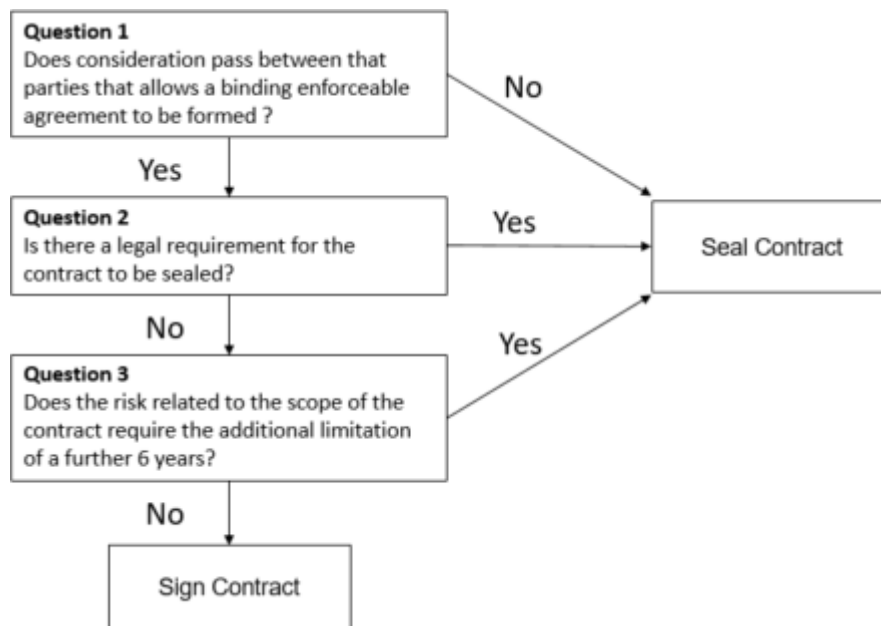 Question 1
Does consideration pass between that
parties that allows a binding enforceable
agreement to be formed ?
No
Yes
Question 2
Is there a legal requirement for the
contract to be sealed?
Yes
Seal Contract
No
Question 3
Does the risk related to the scope of the
contract require the additional limitation
of a further 6 years?
Yes
No
Sign Contract